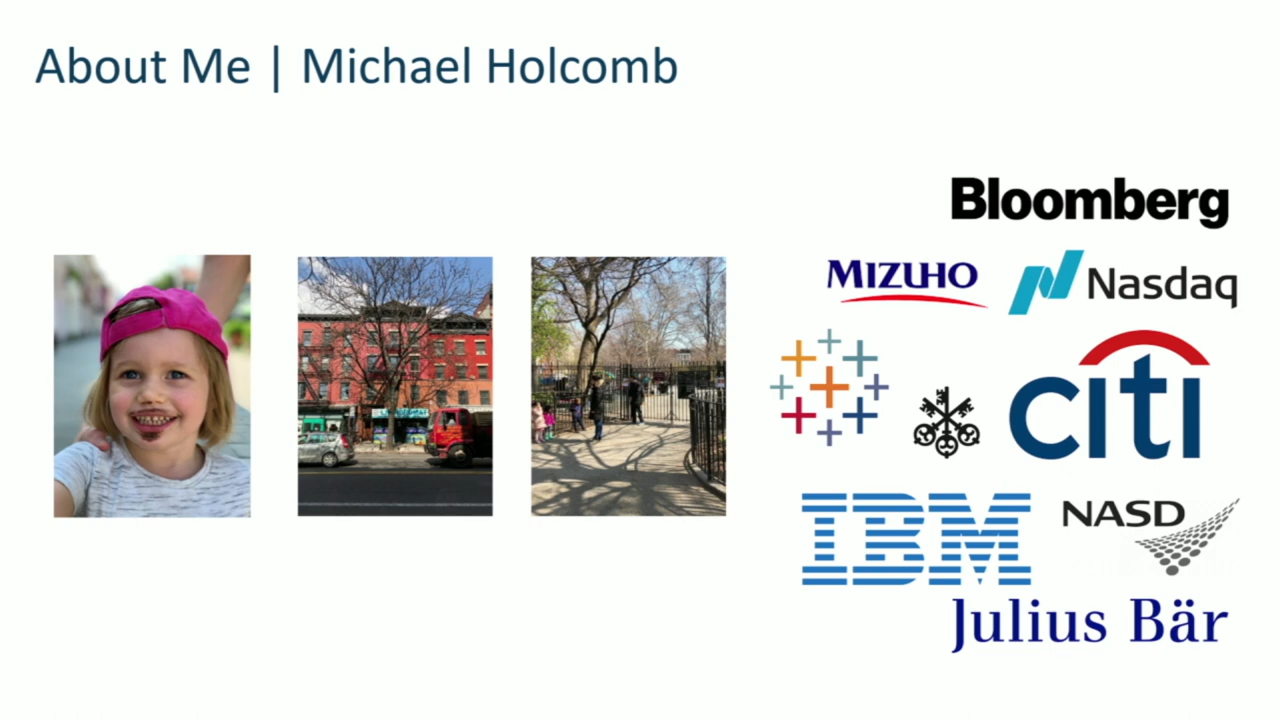 About Me | Michael Holcomb
Bloomberg
MIZUHO
Nasdaq
citi
IBM
NASD
Julius Bär